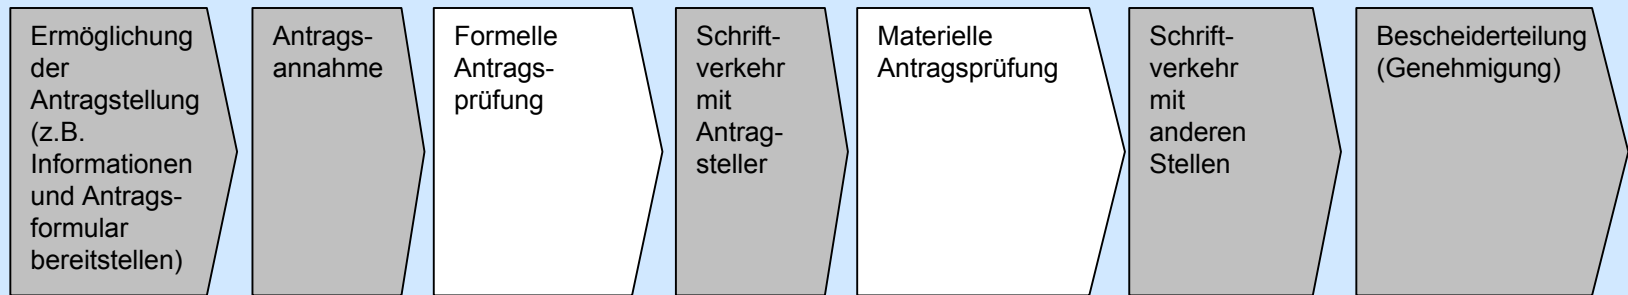 Ermöglichung
der
Antragstellung
(z.B.
Informationen
und Antrags-
formular
bereitstellen)
Antrags-
annahme
Formelle
Antrags-
prüfung
Schrift-
verkehr
mit
Antrag-
steller
Materielle
Antragsprüfung
Schrift-
verkehr
mit
anderen
Stellen
Bescheiderteilung
(Genehmigung)